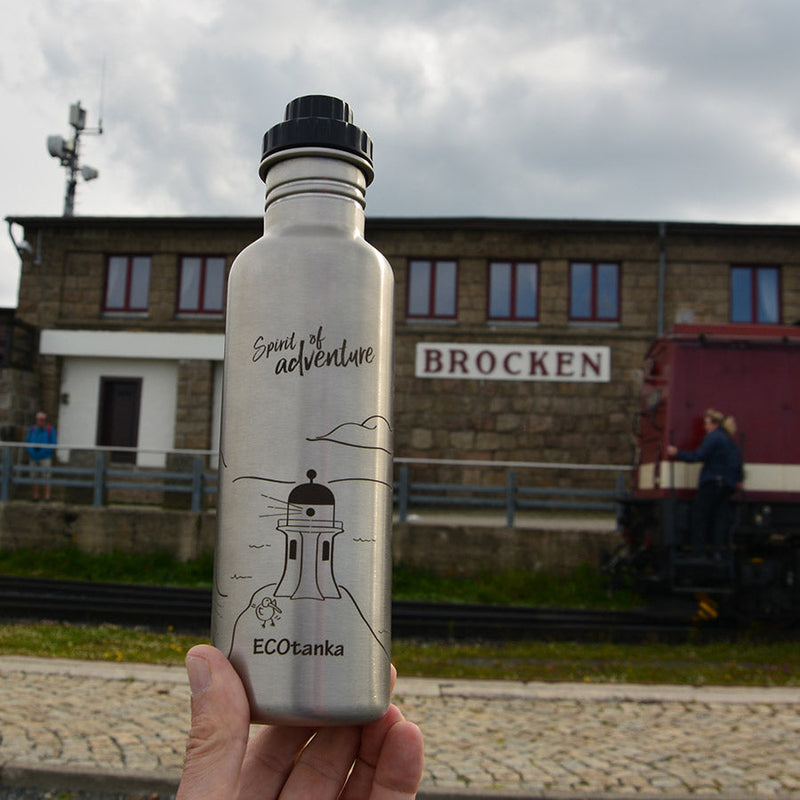 Spirit of
adventure
BROCKEN
ECOtanka